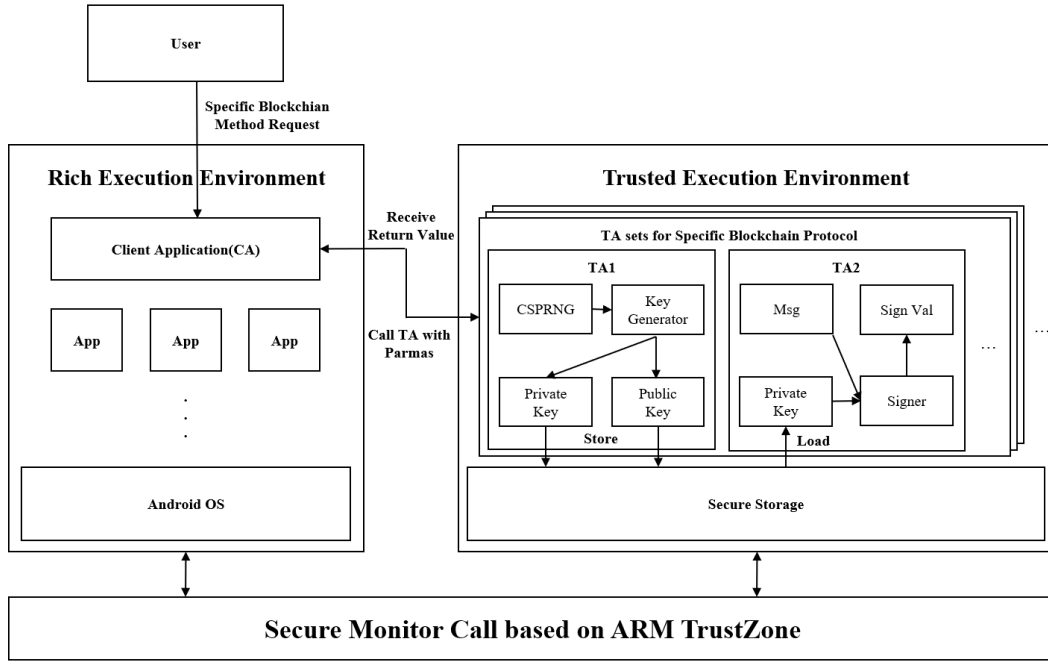 User
Specific Blockchian
Method Request
Rich Execution Environment
Client Application(CA)
App
App
App
.
.
.
Android OS
Receive
Return Value
Call TA with
Parmas
Trusted Execution Environment
TA sets for Specific Blockchain Protocol
TA1
CSPRNG
Key
Generator
Private
Key
Public
Key
Store
TA2
Msg
Sign Val
Private
Key
Signer
Load
...
...
Secure Storage
Secure Monitor Call based on ARM TrustZone